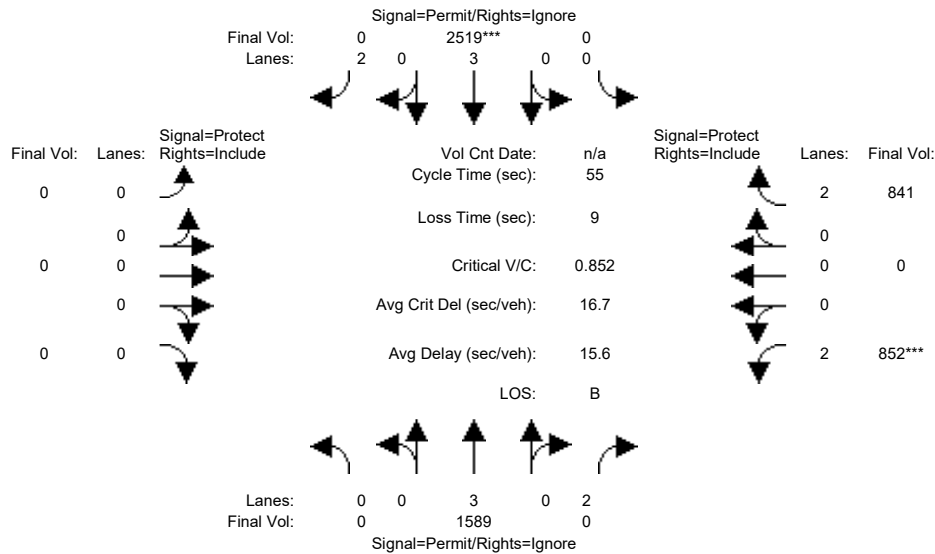 Signal=Permit/Rights=Ignore
Final Vol: 0 2519*** 0
Lanes: 2 0 3 0 0
Signal=Protect Signal=Protect
Final Vol: Lanes: Rights=Include Vol Cnt Date: n/a Rights=Include Lanes: Final Vol:
Cycle Time (sec): 55
0 0 2 841
Loss Time (sec): 9
0 0
0 0 Critical V/C: 0.852 0 0
0 Avg Crit Del (sec/veh): 16.7 0
0 0 Avg Delay (sec/veh): 15.6 2 852***
LOS: B
Lanes: 0 0 3 0 2
Final Vol: 0 1589 0
Signal=Permit/Rights=Ignore